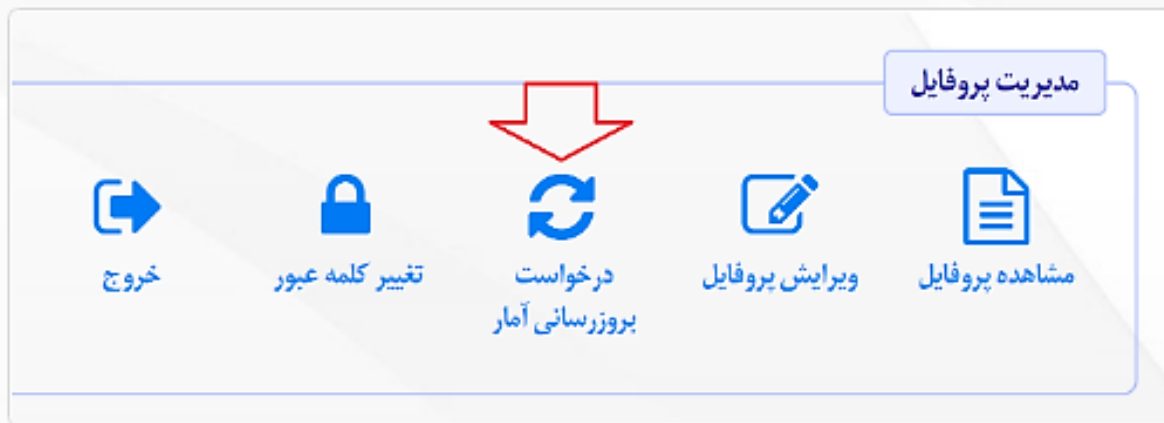 مدیریت پروفایل
مشاهده پروفایل
ویرایش پروفایل
درخواست
بروزرسانی آمار
تغییر کلمه عبور
خروج